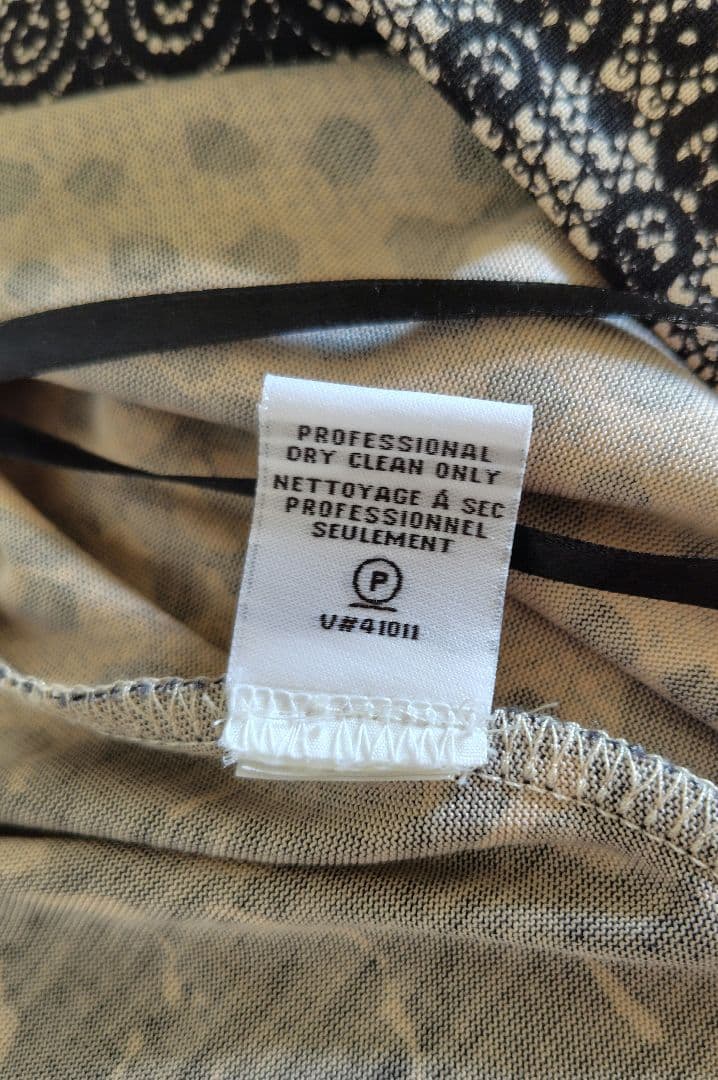 PROFESSIONAL
DRY CLEAN ONLY
NETTOYAGE À SEC
PROFESSIONNEL
SEULEMENT
P
V#41011